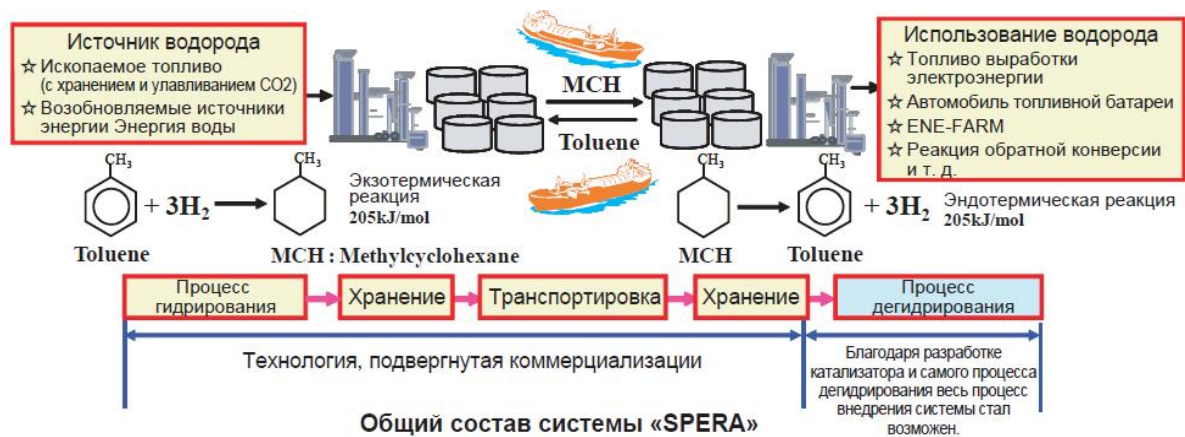 Источник водорода
☆ Ископаемое топливо
(с хранением и улавливанием CO2)
☆ Возобновляемые источники
энергии Энергия воды
MCH
Toluene
Использование водорода
☆ Топливо выработки
электроэнергии
☆ Автомобиль топливной батареи
☆ ENE-FARM
☆ Реакция обратной конверсии
и т. д.
CH₃
+ 3H₂
Toluene
CH₃
MCH : Methylcyclohexane
Экзотермическая
реакция
205kJ/mol
CH₃
MCH
CH₃
Toluene
+ 3H₂
Эндотермическая реакция
205kJ/mol
Процесс
гидрирования
Хранение
Транспортировка
Хранение
Процесс
дегидрирования
Технология, подвергнутая коммерциализации
Благодаря разработке
катализатора и самого процесса
дегидрирования весь процесс
внедрения системы стал
возможен.
Общий состав системы «SPERA»